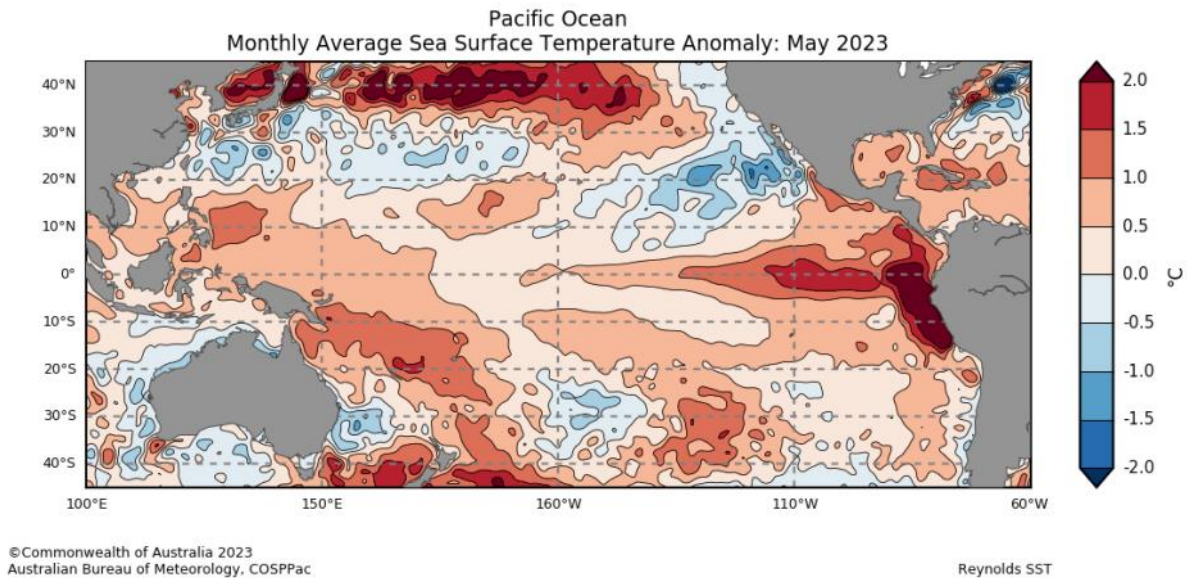 Pacific Ocean
Monthly Average Sea Surface Temperature Anomaly: May 2023
40°N
30°N
20°N
10°N
0°
10°S
20°S
30°S
40°S
100°E 150°E 160°W 110°W 60°W
2.0
1.5
1.0
0.5
0.0
-0.5
-1.0
-1.5
-2.0
°C
©Commonwealth of Australia 2023
Australian Bureau of Meteorology, COSPPac
Reynolds SST